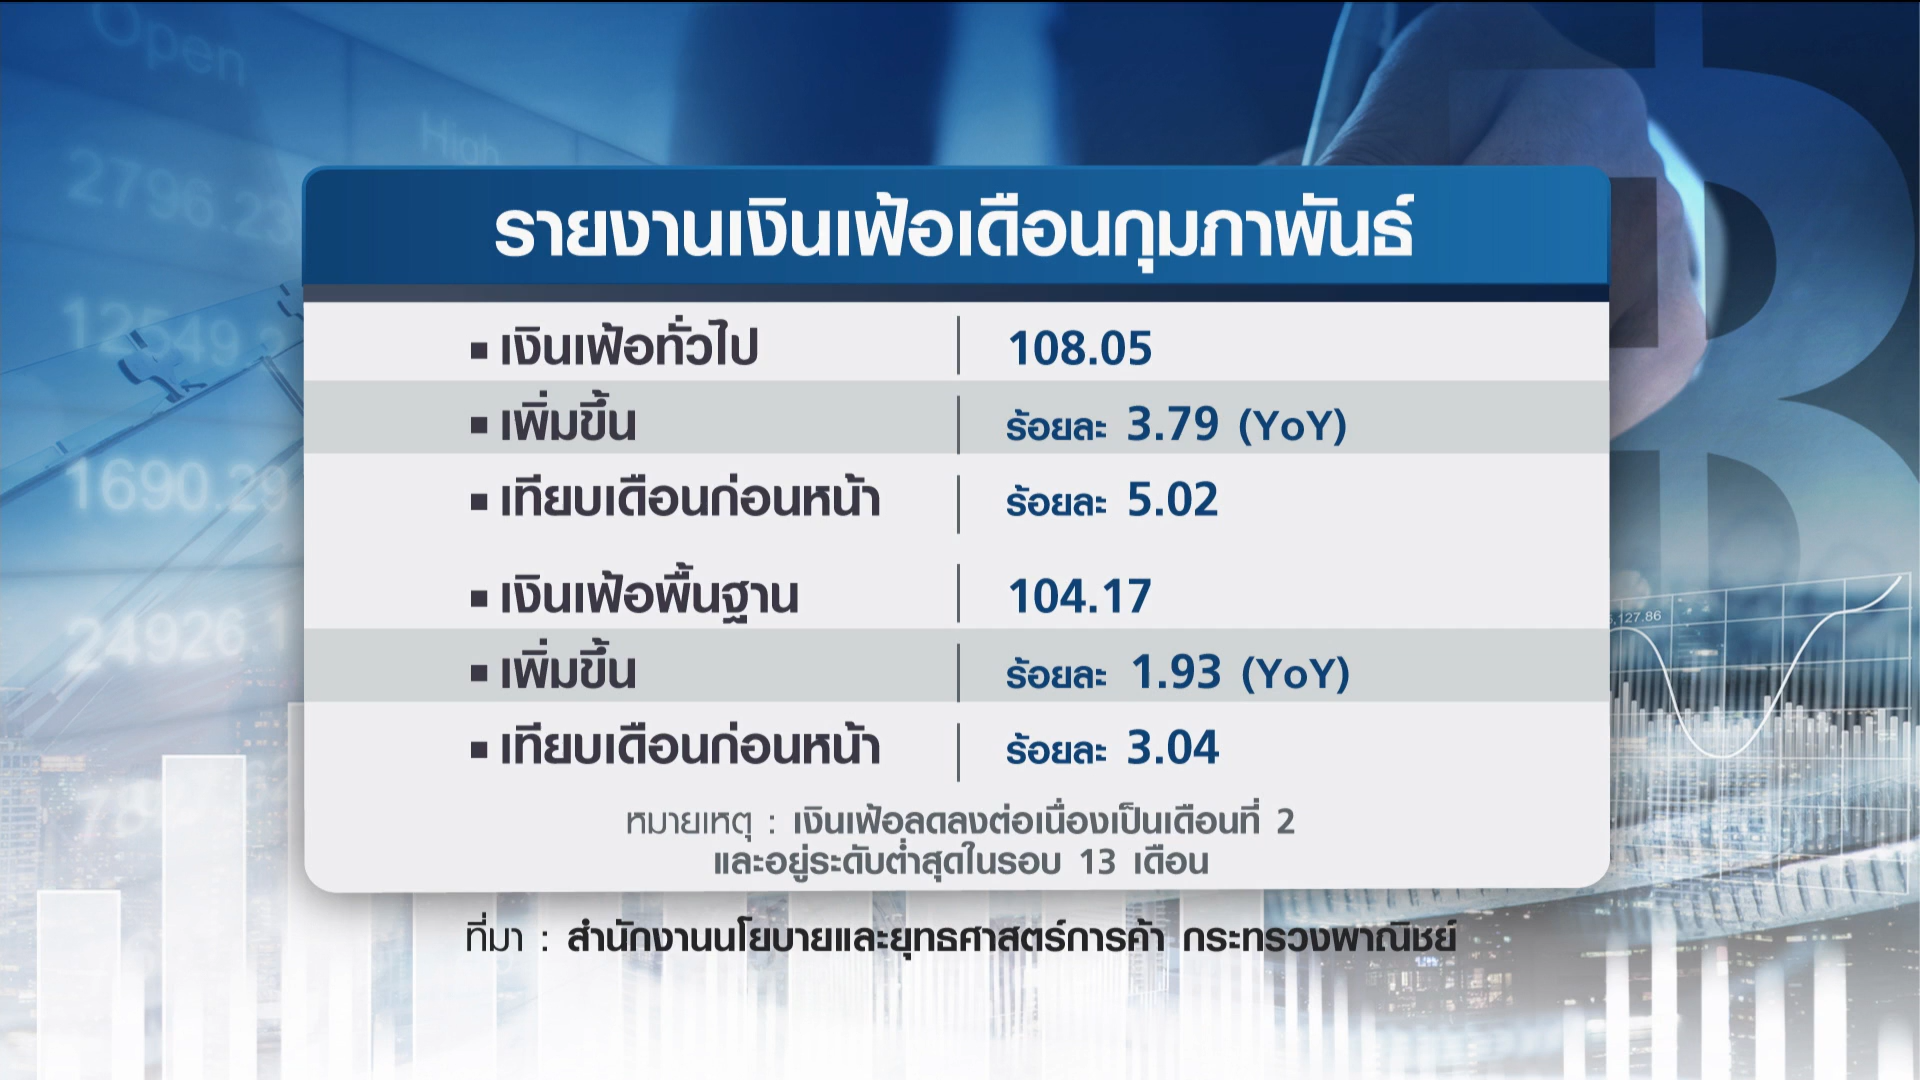 Open
High
2796.23
12549.2
1690.29
24926.1
รายงานเงินเฟ้อเดือนกุมภาพันธ์
▪ เงินเฟ้อทั่วไป 108.05
▪ เพิ่มขึ้น ร้อยละ 3.79 (YoY)
▪ เทียบเดือนก่อนหน้า ร้อยละ 5.02
▪ เงินเฟ้อพื้นฐาน 104.17
▪ เพิ่มขึ้น ร้อยละ 1.93 (YoY)
▪ เทียบเดือนก่อนหน้า ร้อยละ 3.04
หมายเหตุ : เงินเฟ้อลดลงต่อเนื่องเป็นเดือนที่ 2
และอยู่ระดับต่ำสุดในรอบ 13 เดือน
ที่มา : สำนักงานนโยบายและยุทธศาสตร์การค้า กระทรวงพาณิชย์